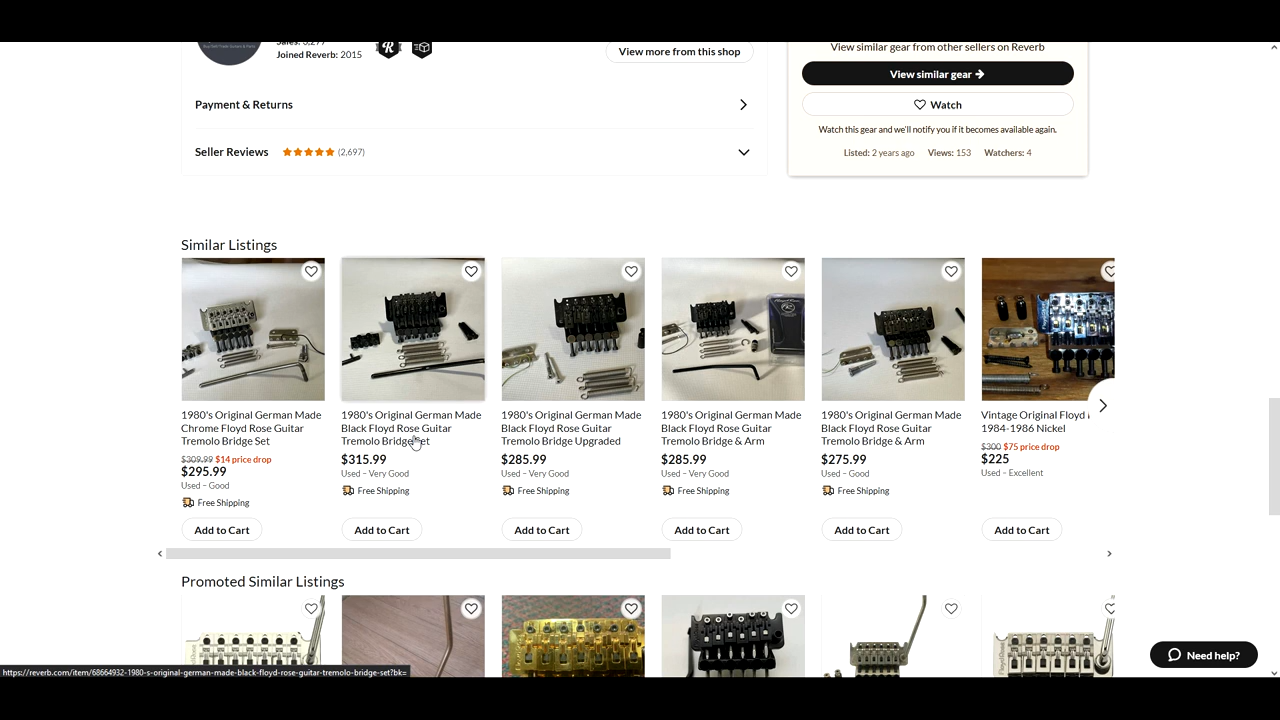 Joined Reverb: 2015
View more from this shop
Payment & Returns
Seller Reviews
(2,697)
View similar gear from other sellers on Reverb
View similar gear →
Watch
Watch this gear and we'll notify you if it becomes available again.
Listed: 2 years ago Views: 153 Watchers: 4
Similar Listings
1980's Original German Made
Chrome Floyd Rose Guitar
Tremolo Bridge Set
$309.99 $14 price drop
$295.99
Used – Good
Free Shipping
Add to Cart
1980's Original German Made
Black Floyd Rose Guitar
Tremolo Bridge Set
$315.99
Used – Very Good
Free Shipping
Add to Cart
1980's Original German Made
Black Floyd Rose Guitar
Tremolo Bridge Upgraded
$285.99
Used – Very Good
Free Shipping
Add to Cart
1980's Original German Made
Black Floyd Rose Guitar
Tremolo Bridge & Arm
$285.99
Used – Very Good
Free Shipping
Add to Cart
1980's Original German Made
Black Floyd Rose Guitar
Tremolo Bridge & Arm
$275.99
Used – Good
Free Shipping
Add to Cart
Vintage Original Floyd
1984-1986 Nickel
$300 $75 price drop
$225
Used – Excellent
Add to Cart
Promoted Similar Listings
Need help?
https://reverb.com/item/68664932-1980-s-original-german-made-black-floyd-rose-guitar-tremolo-bridge-set?bk=